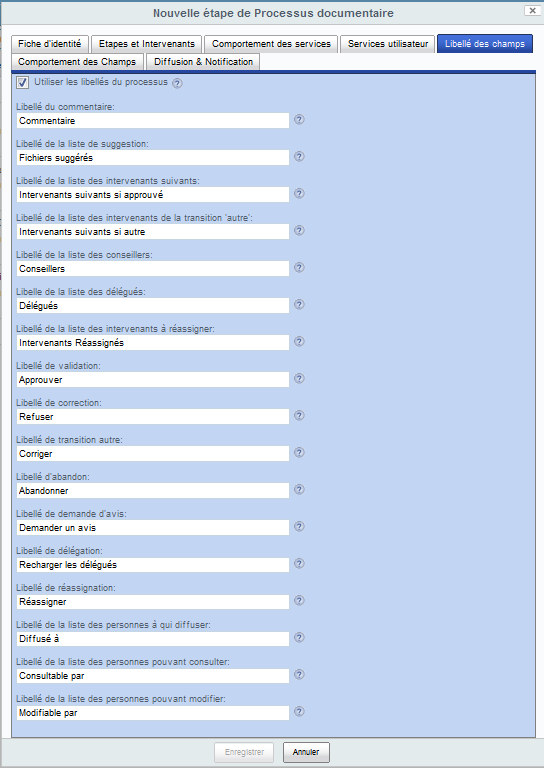 Nouvelle étape de Processus documentaire
Fiche d'identité Etapes et Intervenants Comportement des services Services utilisateur Libellé des champs
Comportement des Champs Diffusion & Notification
Utiliser les libellés du processus ?
Libellé du commentaire:
Commentaire ?
Libellé de la liste de suggestion:
Fichiers suggérés ?
Libellé de la liste des intervenants suivants:
Intervenants suivants si approuvé ?
Libellé de la liste des intervenants de la transition 'autre':
Intervenants suivants si autre ?
Libellé de la liste des conseillers:
Conseillers ?
Libelle de la liste des délégués:
Délégués ?
Libellé de la liste des intervenants à réassigner:
Intervenants Réassignés ?
Libellé de validation:
Approuver ?
Libellé de correction:
Refuser ?
Libellé de transition autre:
Corriger ?
Libellé d'abandon:
Abandonner ?
Libellé de demande d'avis:
Demander un avis ?
Libellé de délégation:
Recharger les délégués ?
Libellé de réassignation:
Réassigner ?
Libellé de la liste des personnes à qui diffuser:
Diffusé à ?
Libellé de la liste des personnes pouvant consulter:
Consultable par ?
Libellé de la liste des personnes pouvant modifier:
Modifiable par ?
Enregistrer Annuler